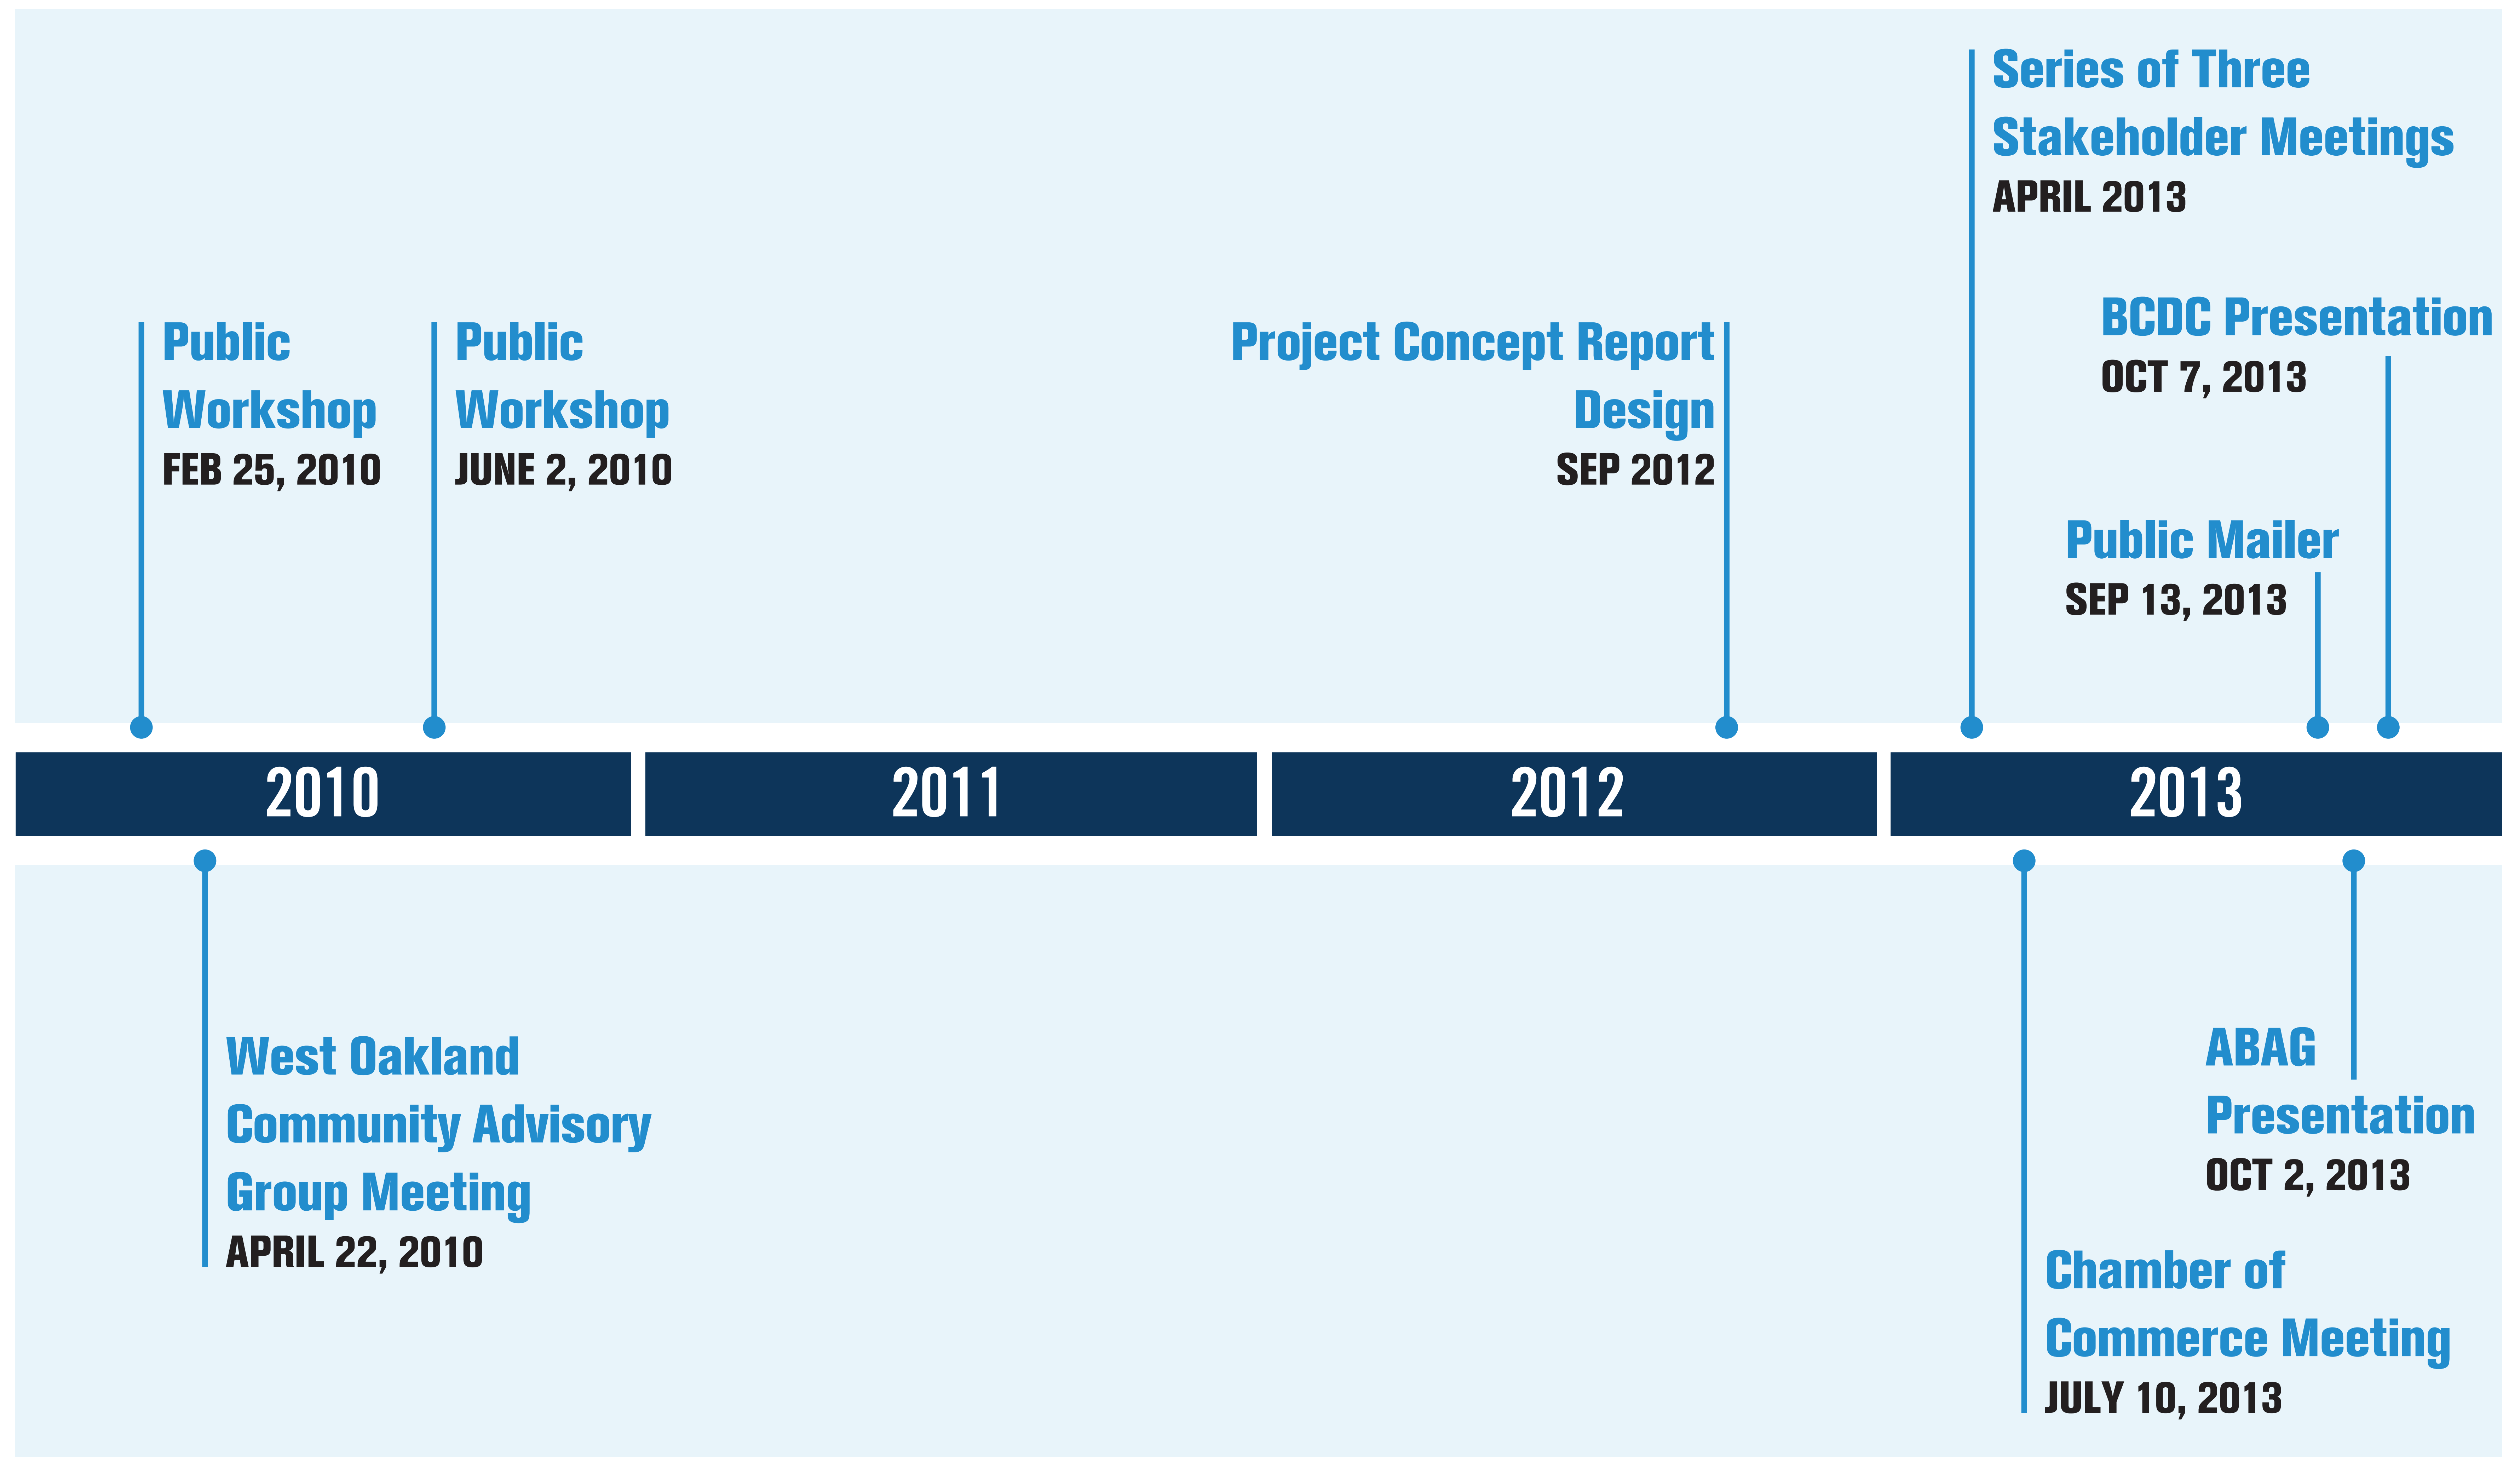 Series of Three
Stakeholder Meetings
APRIL 2013
BCDC Presentation
OCT 7, 2013
Public
Workshop
FEB 25, 2010
Public
Workshop
JUNE 2, 2010
Project Concept Report
Design
SEP 2012
Public Mailer
SEP 13, 2013
2010
2011
2012
2013
West Oakland
Community Advisory
Group Meeting
APRIL 22, 2010
ABAG
Presentation
OCT 2, 2013
Chamber of
Commerce Meeting
JULY 10, 2013